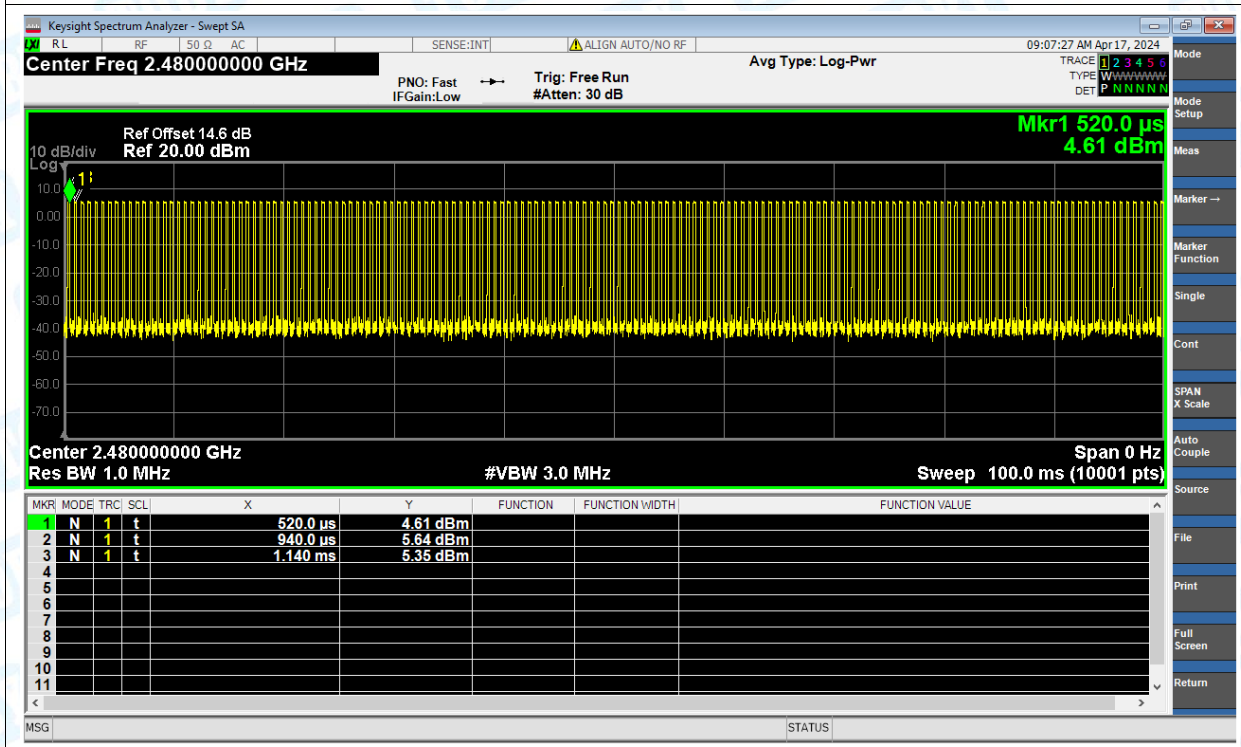 Keysight Spectrum Analyzer - Swept SA
LXI RL RF 50 Ω AC SENSE:INT ALIGN AUTO/NO RF 09:07:27 AM Apr 17, 2024
Center Freq 2.480000000 GHz Avg Type: Log-Pwr TRACE 1 2 3 4 5 6
PNO: Fast Trig: Free Run TYPE WWWWWW
IFGain:Low #Atten: 30 dB DET P N N N N N
Mkr1 520.0 µs
4.61 dBm
Ref Offset 14.6 dB
10 dB/div Ref 20.00 dBm
Log
1
10.0
0.00
-10.0
-20.0
-30.0
-40.0
-50.0
-60.0
-70.0
Center 2.480000000 GHz Span 0 Hz
Res BW 1.0 MHz #VBW 3.0 MHz Sweep 100.0 ms (10001 pts)
MKR MODE TRC SCL X Y FUNCTION FUNCTION WIDTH FUNCTION VALUE
1 N 1 t 520.0 µs 4.61 dBm
2 N 1 t 940.0 µs 5.64 dBm
3 N 1 t 1.140 ms 5.35 dBm
4
5
6
7
8
9
10
11
MSG STATUS
Mode
Mode
Setup
Meas
Marker →
Marker
Function
Single
Cont
SPAN
X Scale
Auto
Couple
Source
File
Print
Full
Screen
Return